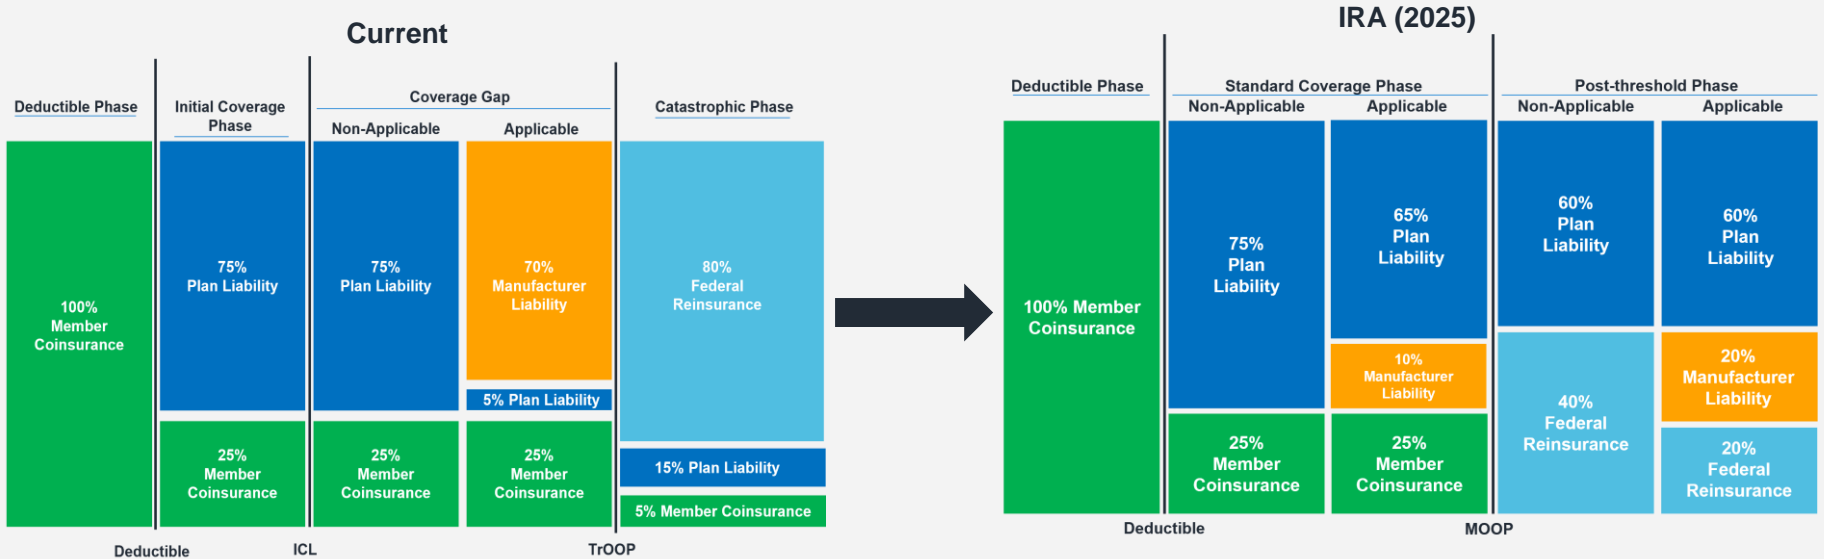 Current
Deductible Phase
Initial Coverage
Phase
Coverage Gap
Non-Applicable
Applicable
Catastrophic Phase
100%
Member
Coinsurance
75%
Plan Liability
25%
Member
Coinsurance
75%
Plan Liability
25%
Member
Coinsurance
70%
Manufacturer
Liability
5% Plan Liability
25%
Member
Coinsurance
80%
Federal
Reinsurance
15% Plan Liability
5% Member Coinsurance
Deductible
ICL
TrOOP
IRA (2025)
Deductible Phase
Standard Coverage Phase
Non-Applicable
Applicable
Post-threshold Phase
Non-Applicable
Applicable
100% Member
Coinsurance
75%
Plan
Liability
25%
Member
Coinsurance
65%
Plan
Liability
10%
Manufacturer
Liability
25%
Member
Coinsurance
60%
Plan
Liability
40%
Federal
Reinsurance
60%
Plan
Liability
20%
Manufacturer
Liability
20%
Federal
Reinsurance
Deductible
MOOP